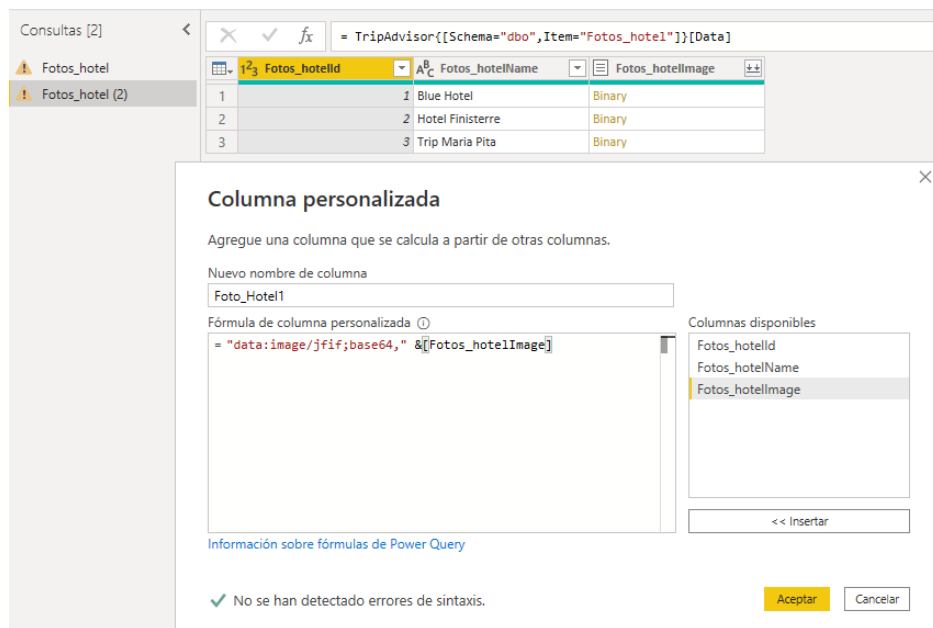 Consultas [2]
fx
= TripAdvisor{[Schema="dbo",Item="Fotos_hotel"]}[Data]
Fotos_hotel
Fotos_hotel (2)
1²3 Fotos_hotelId ABC Fotos_hotelName Fotos_hotelImage
1 1 Blue Hotel Binary
2 2 Hotel Finisterre Binary
3 3 Trip Maria Pita Binary
Columna personalizada
Agregue una columna que se calcula a partir de otras columnas.
Nuevo nombre de columna
Foto_Hotel1
Fórmula de columna personalizada
Columnas disponibles
= "data:image/jfif;base64," &[Fotos_hotelImage]
Fotos_hotelId
Fotos_hotelName
Fotos_hotelImage
<< Insertar
Información sobre fórmulas de Power Query
No se han detectado errores de sintaxis.
Aceptar
Cancelar